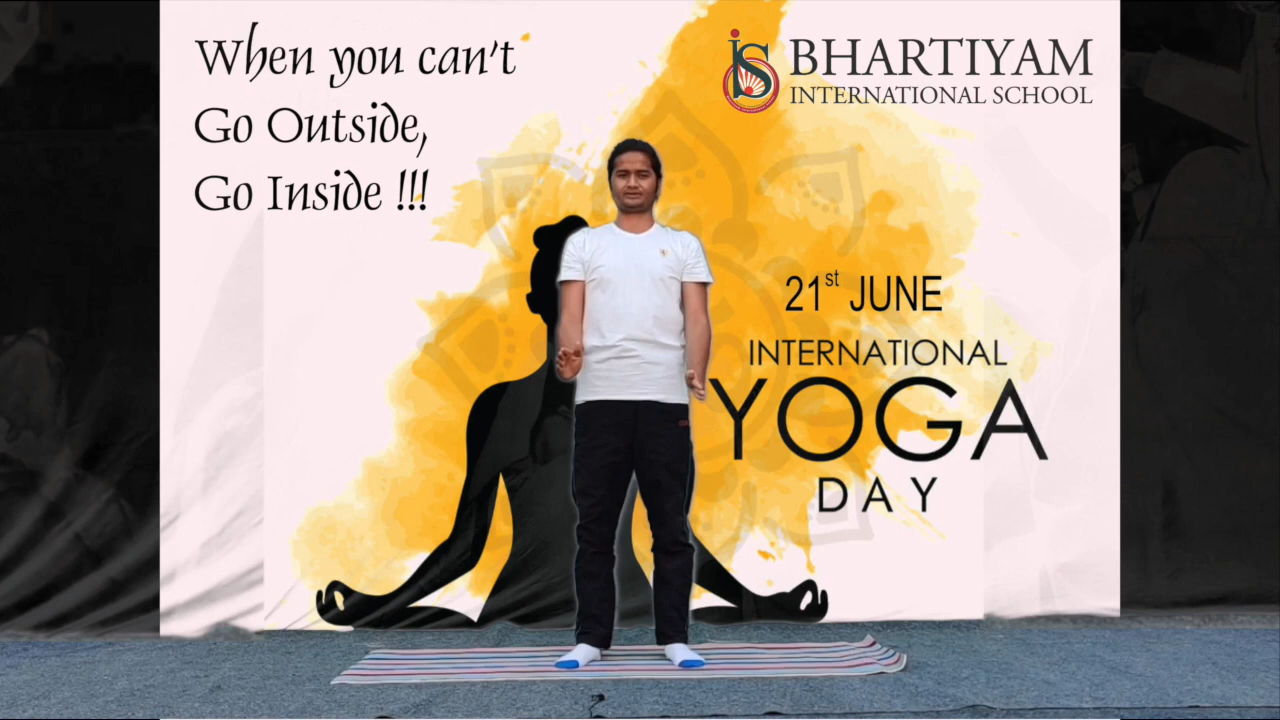 When you can't
Go Outside,
Go Inside !!!
BHARTIYAM
INTERNATIONAL SCHOOL
21st JUNE
INTERNATIONAL
YOGA
DAY